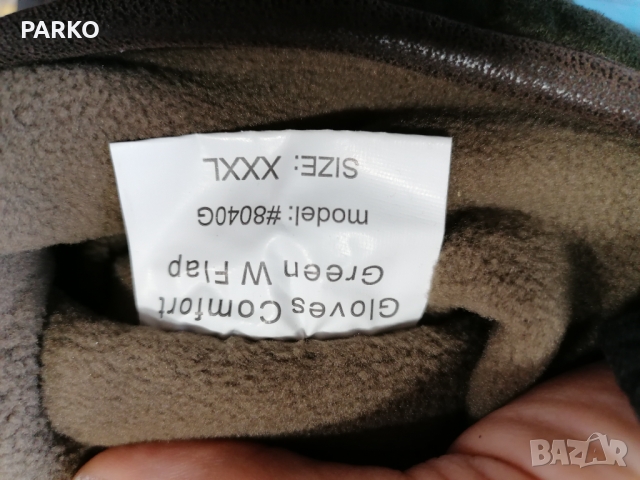 PARKO
Gloves Comfort
Green W Flap
model: #8040G
SIZE: XXXL
BAZAR